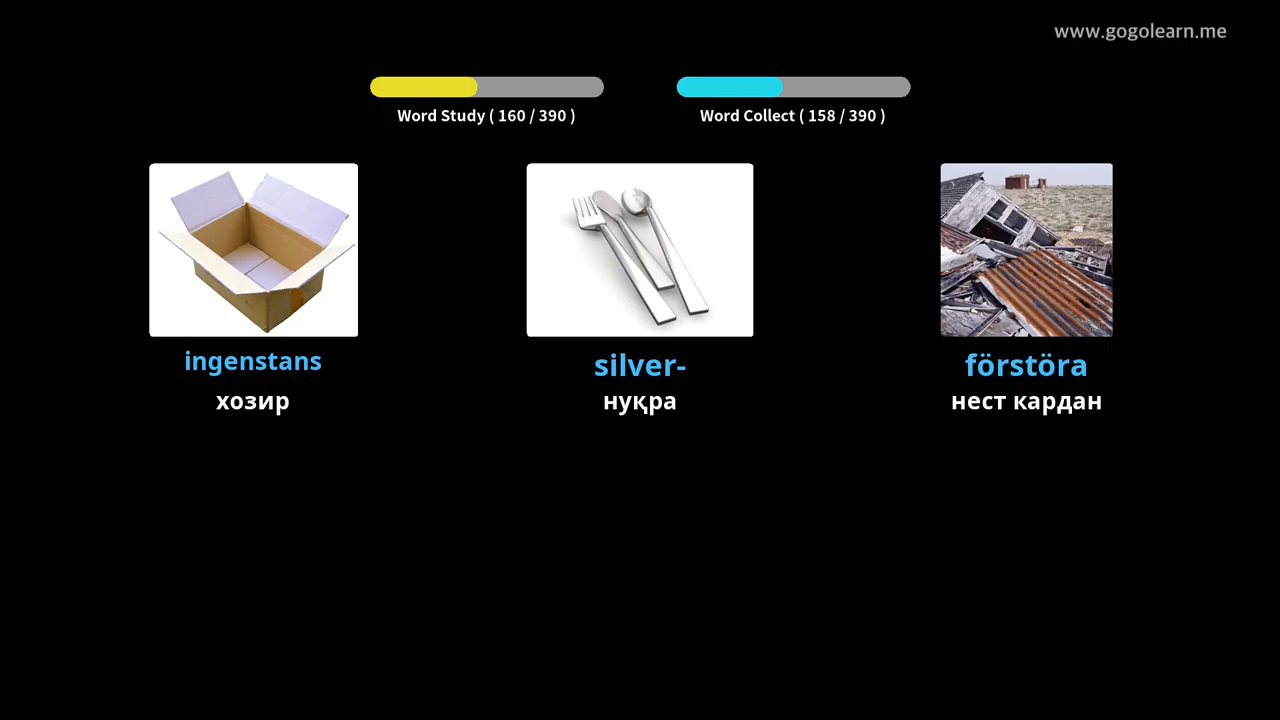 www.gogolearn.me
Word Study ( 160 / 390 )
Word Collect ( 158 / 390 )
ingenstans
silver-
förstöra
хозир
нуқра
нест кардан